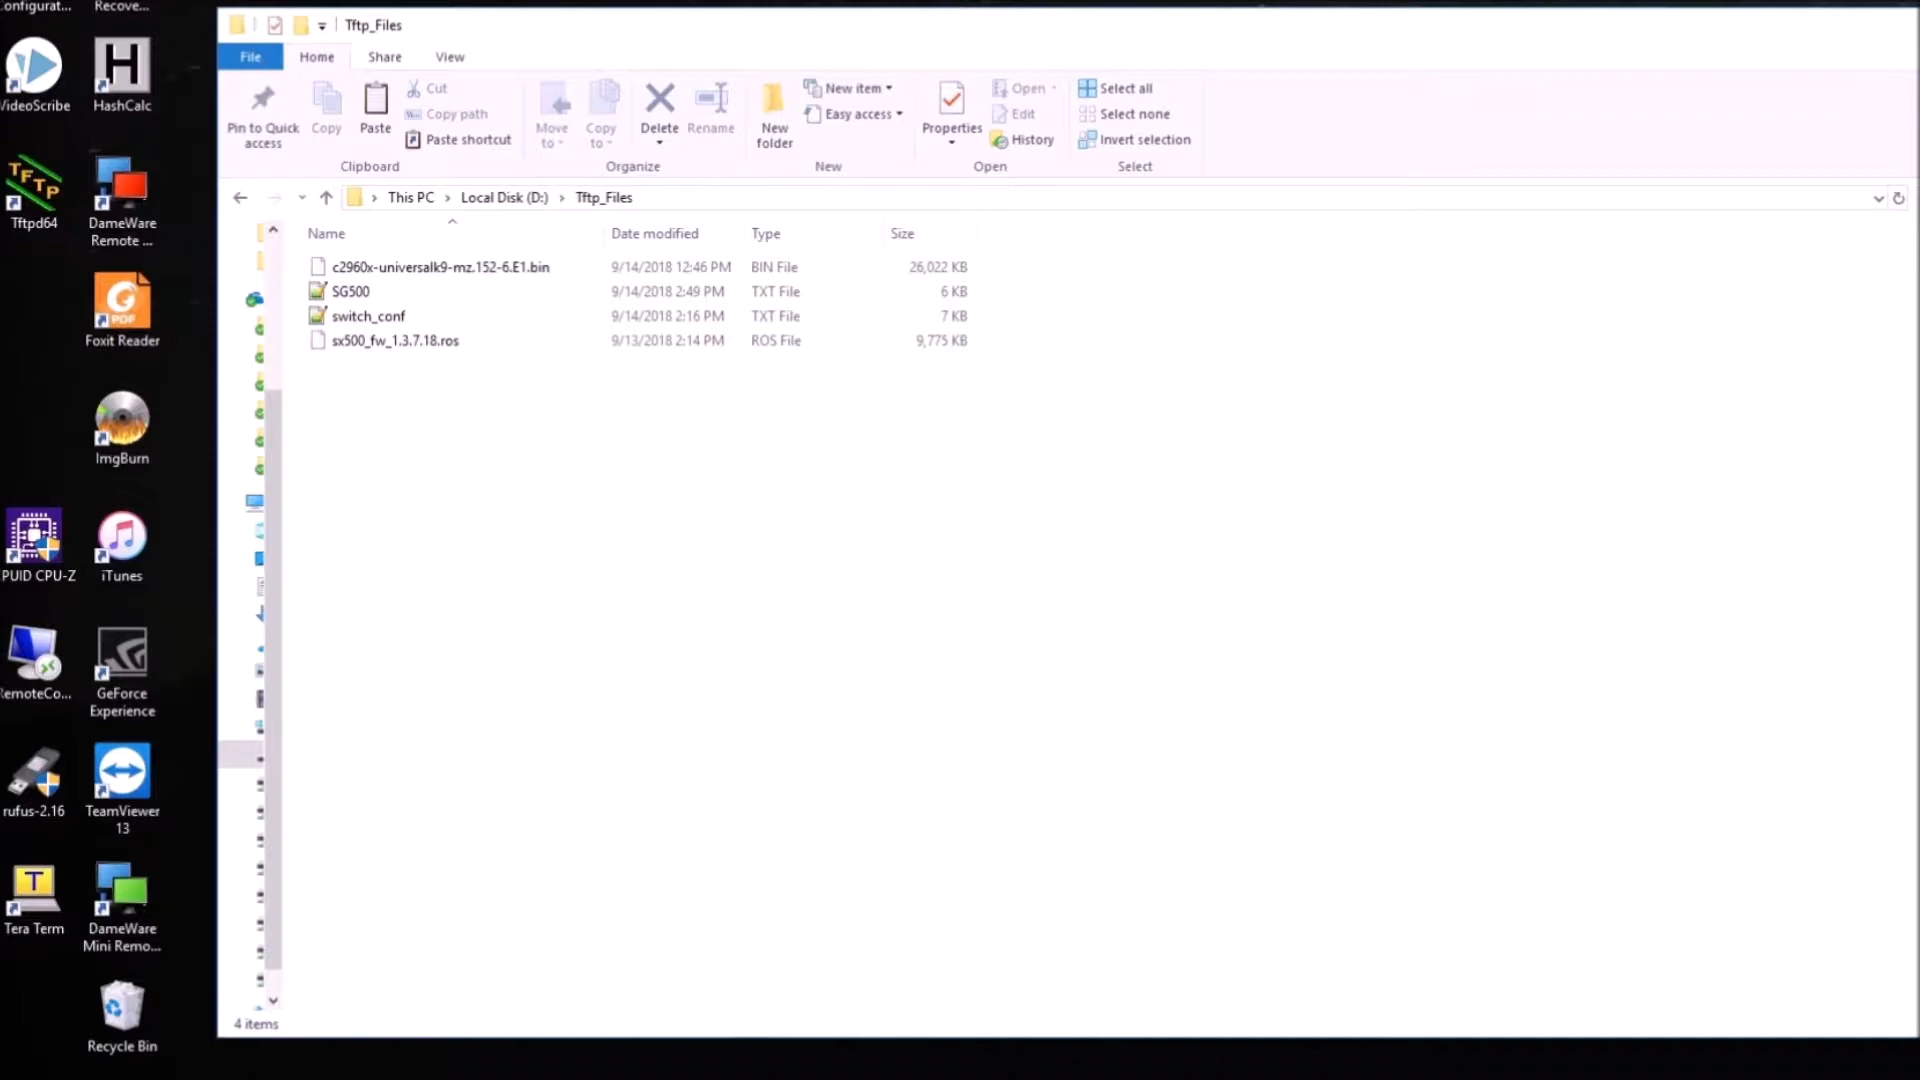 onfigurat...
Recove...
VideoScribe
HashCalc
TFTP
Tftpd64
DameWare
Remote ...
PDF
Foxit Reader
ImgBurn
PUID CPU-Z
iTunes
RemoteCo...
GeForce
Experience
rufus-2.16
TeamViewer
13
T
Tera Term
DameWare
Mini Remo...
Recycle Bin
Tftp_Files
File
Home
Share
View
Pin to Quick
access
Copy
Paste
Cut
Copy path
Paste shortcut
Clipboard
Move
to
Copy
to
Delete
Rename
Organize
New
folder
New item
Easy access
New
Properties
Open
Edit
History
Open
Select all
Select none
Invert selection
Select
This PC > Local Disk (D:) > Tftp_Files
Name Date modified Type Size
c2960x-universalk9-mz.152-6.E1.bin 9/14/2018 12:46 PM BIN File 26,022 KB
SG500 9/14/2018 2:49 PM TXT File 6 KB
switch_conf 9/14/2018 2:16 PM TXT File 7 KB
sx500_fw_1.3.7.18.ros 9/13/2018 2:14 PM ROS File 9,775 KB
4 items